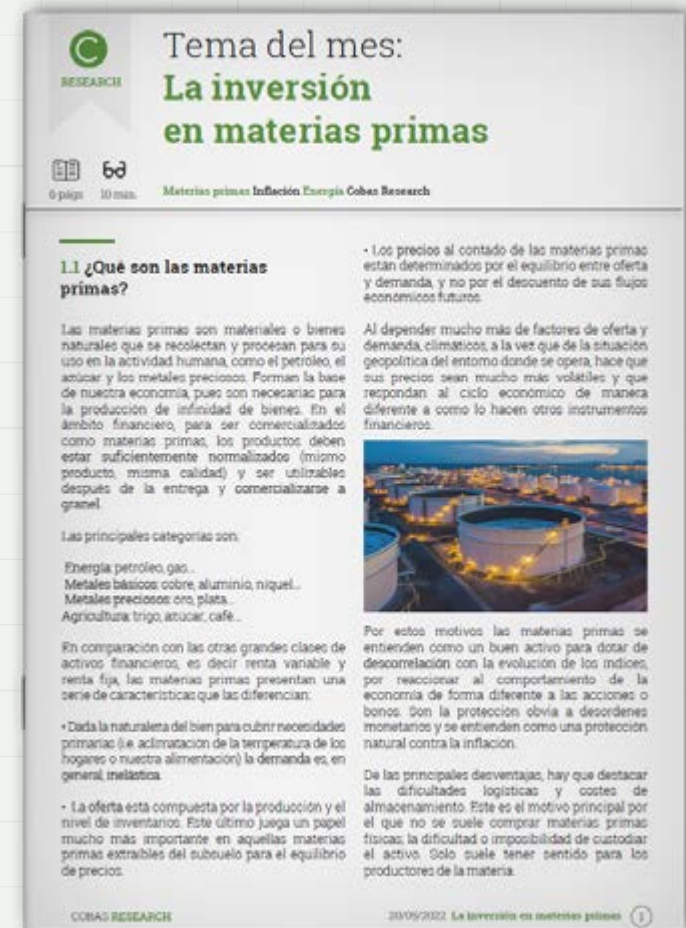 C
RESEARCH
Tema del mes:
La inversión
en materias primas
6 págs 10 min.
Materias primas Inflación Energía Cobas Research
1.1 ¿Qué son las materias
primas?
Las materias primas son materiales o bienes
naturales que se recolectan y procesan para su
uso en la actividad humana, como el petróleo, el
azúcar y los metales preciosos. Forman la base
de nuestra economía, pues son necesarias para
la producción de infinidad de bienes. En el
ámbito financiero, para ser comercializados
como materias primas, los productos deben
estar suficientemente normalizados (mismo
producto, misma calidad) y ser utilizables
después de la entrega y comercializarse a
granel.
Las principales categorías son:
Energía: petróleo, gas...
Metales básicos: cobre, aluminio, níquel...
Metales preciosos: oro, plata...
Agricultura: trigo, azúcar, café...
En comparación con las otras grandes clases de
activos financieros, es decir renta variable y
renta fija, las materias primas presentan una
serie de características que las diferencian:
• Dada la naturaleza del bien para cubrir necesidades
primarias (i.e. aclimatación de la temperatura de los
hogares o nuestra alimentación) la demanda es, en
general, inelástica.
• La oferta está compuesta por la producción y el
nivel de inventarios. Este último juega un papel
mucho más importante en aquellas materias
primas extraíbles del subsuelo para el equilibrio
de precios.
• Los precios al contado de las materias primas
están determinados por el equilibrio entre oferta
y demanda, y no por el descuento de sus flujos
económicos futuros.
Al depender mucho más de factores de oferta y
demanda, climáticos, a la vez que de la situación
geopolítica del entorno donde se opera, hace que
sus precios sean mucho más volátiles y que
respondan al ciclo económico de manera
diferente a como lo hacen otros instrumentos
financieros.
Por estos motivos las materias primas se
entienden como un buen activo para dotar de
descorrelación con la evolución de los índices,
por reaccionar al comportamiento de la
economía de forma diferente a las acciones o
bonos. Son la protección obvia a desórdenes
monetarios y se entienden como una protección
natural contra la inflación.
De las principales desventajas, hay que destacar
las dificultades logísticas y costes de
almacenamiento. Este es el motivo principal por
el que no se suele comprar materias primas
físicas; la dificultad o imposibilidad de custodiar
el activo. Solo suele tener sentido para los
productores de la materia.
COBAS RESEARCH
20/09/2022 La inversión en materias primas 1